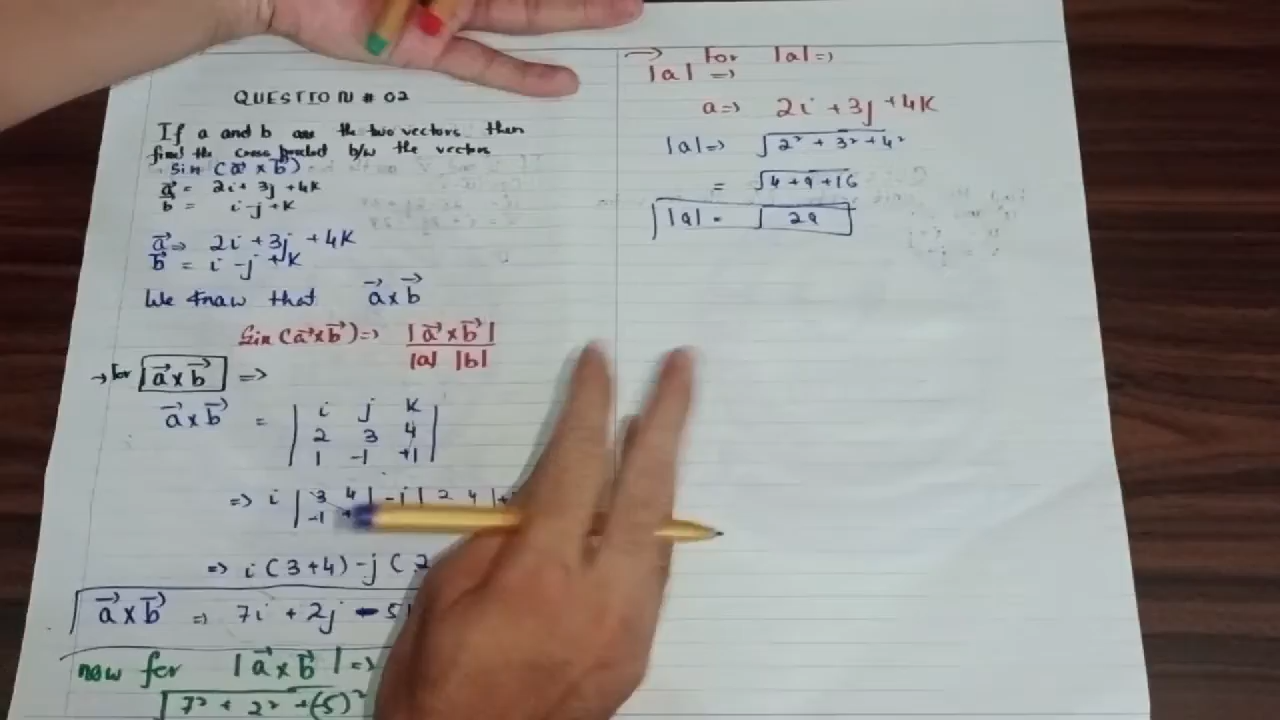 QUESTION # 02
If a and b are the two vectors then
find the cross b/w the vectors
Sin (a⃗ × b⃗)
a⃗ = 2i + 3j + 4K
b = i - j + K
a⃗ => 2i + 3j + 4K
b⃗ = i - j + K
We know that a⃗ x b⃗
Sin (a⃗ x b⃗) => |a⃗ x b⃗| / |a| |b|
→ for |a⃗ x b⃗| =>
a⃗ x b⃗ = | i j K
2 3 4
1 -1 +1 |
=> i | 3 4 | - j | 2 4 | +
-1
=> i (3+4) - j (2
a⃗ x b⃗ => 7i + 2j - 5
now for |a⃗ x b⃗| =>
√7² + 2² + (-5)²
→ For |a| =>
|a| =>
a => 2i + 3j + 4K
|a| => √2² + 3² + 4²
= √4 + 9 + 16
|a| = √29